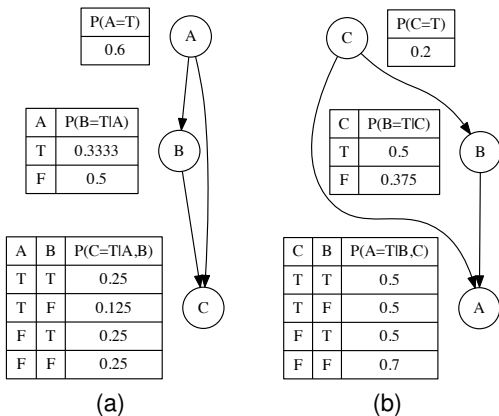 P(A=T)
0.6
A
A P(B=T|A)
T 0.3333
F 0.5
B
A B P(C=T|A,B)
T T 0.25
T F 0.125
F T 0.25
F F 0.25
C
(a)
C
P(C=T)
0.2
C P(B=T|C)
T 0.5
F 0.375
B
C B P(A=T|B,C)
T T 0.5
T F 0.5
F T 0.5
F F 0.7
A
(b)